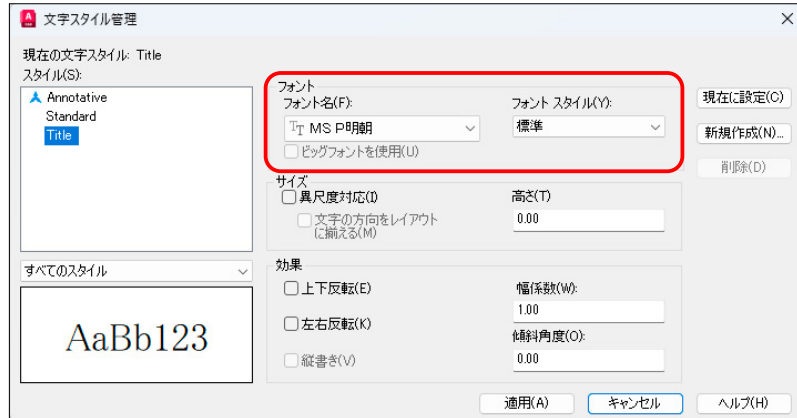 文字スタイル管理
現在の文字スタイル: Title
スタイル(S):
Annotative
Standard
Title
すべてのスタイル
AaBb123
フォント
フォント名(F):
MS P明朝
ビッグフォントを使用(U)
フォント スタイル(Y):
標準
サイズ
異尺度対応(I)
文字の方向をレイアウト
に揃える(M)
高さ(T)
0.00
効果
上下反転(E)
左右反転(K)
縦書き(V)
幅係数(W):
1.00
傾斜角度(O):
0.00
現在に設定(C)
新規作成(N)...
削除(D)
適用(A)
キャンセル
ヘルプ(H)